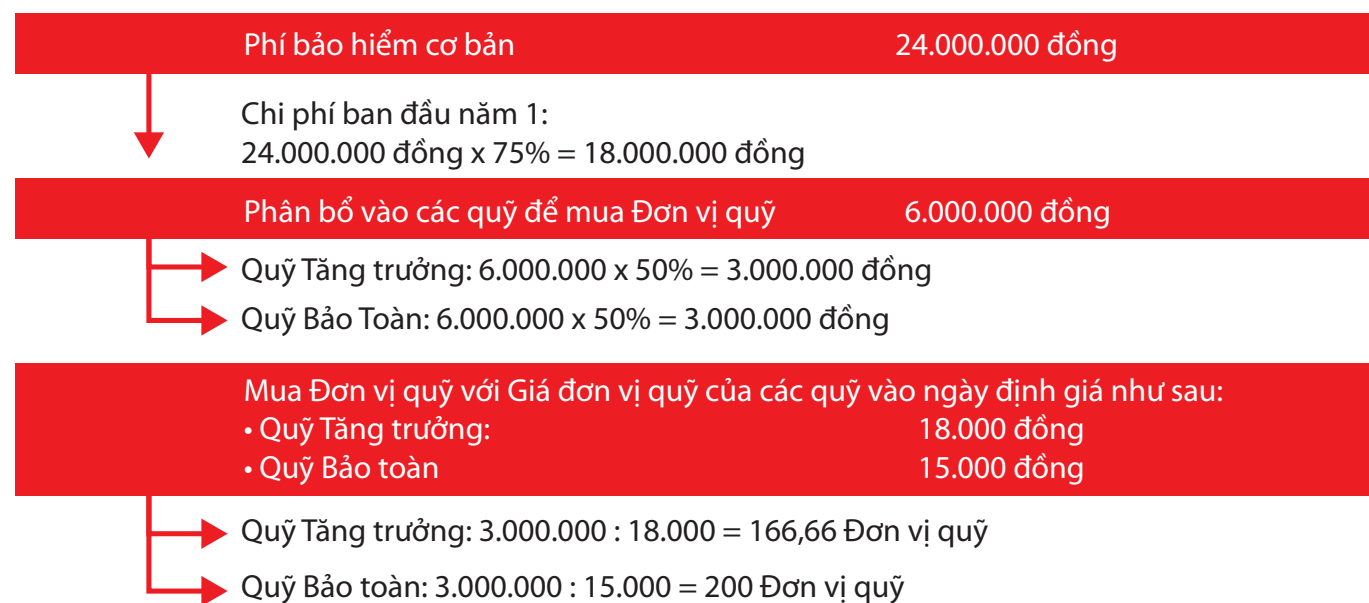 Phí bảo hiểm cơ bản 24.000.000 đồng
Chi phí ban đầu năm 1:
24.000.000 đồng x 75% = 18.000.000 đồng
Phân bổ vào các quỹ để mua Đơn vị quỹ 6.000.000 đồng
Quỹ Tăng trưởng: 6.000.000 x 50% = 3.000.000 đồng
Quỹ Bảo Toàn: 6.000.000 x 50% = 3.000.000 đồng
Mua Đơn vị quỹ với Giá đơn vị quỹ của các quỹ vào ngày định giá như sau:
• Quỹ Tăng trưởng: 18.000 đồng
• Quỹ Bảo toàn 15.000 đồng
Quỹ Tăng trưởng: 3.000.000 : 18.000 = 166,66 Đơn vị quỹ
Quỹ Bảo toàn: 3.000.000 : 15.000 = 200 Đơn vị quỹ